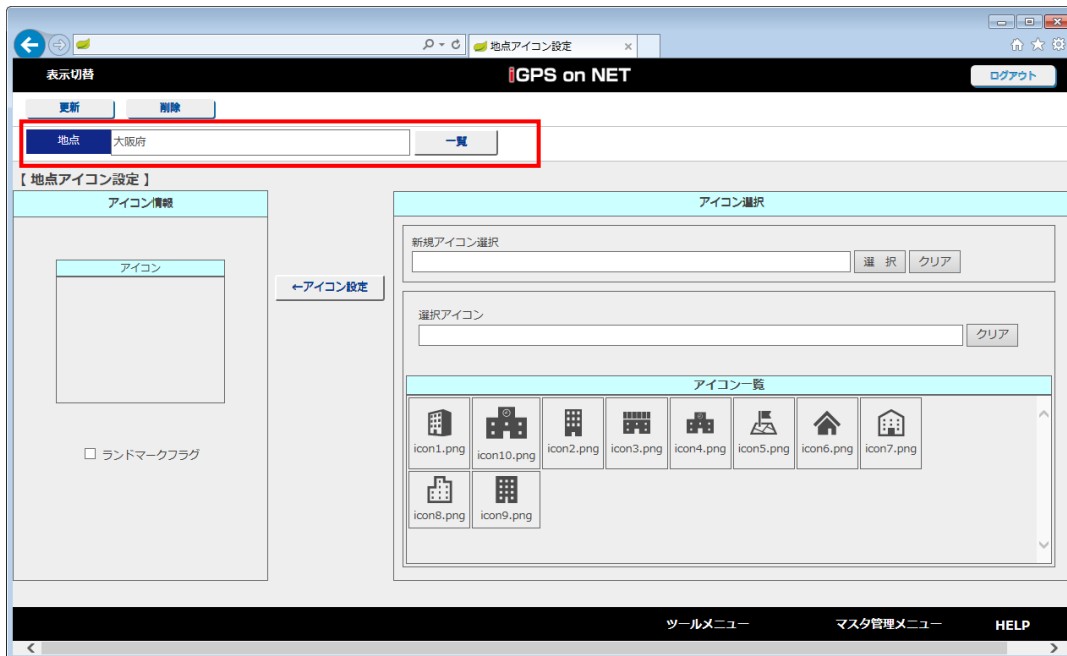 地点アイコン設定
表示切替
iGPS on NET
ログアウト
更新
削除
地点
大阪府
一覧
【 地点アイコン設定 】
アイコン情報
アイコン
ランドマークフラグ
←アイコン設定
アイコン選択
新規アイコン選択
選 択
クリア
選択アイコン
クリア
アイコン一覧
icon1.png
icon10.png
icon2.png
icon3.png
icon4.png
icon5.png
icon6.png
icon7.png
icon8.png
icon9.png
ツールメニュー
マスタ管理メニュー
HELP